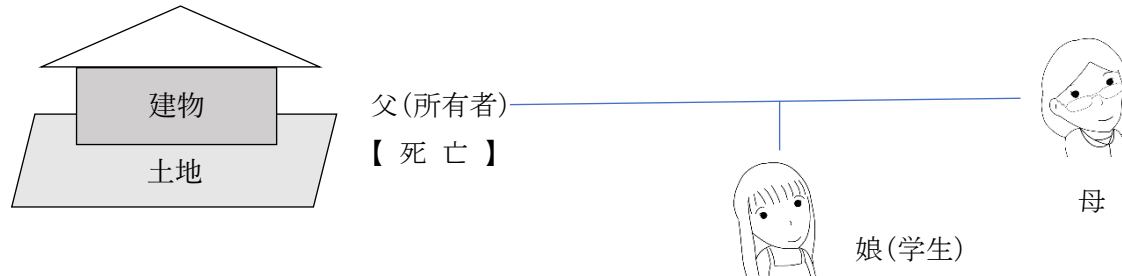 建物
土地
父(所有者)
【 死 亡 】
母
娘(学生)